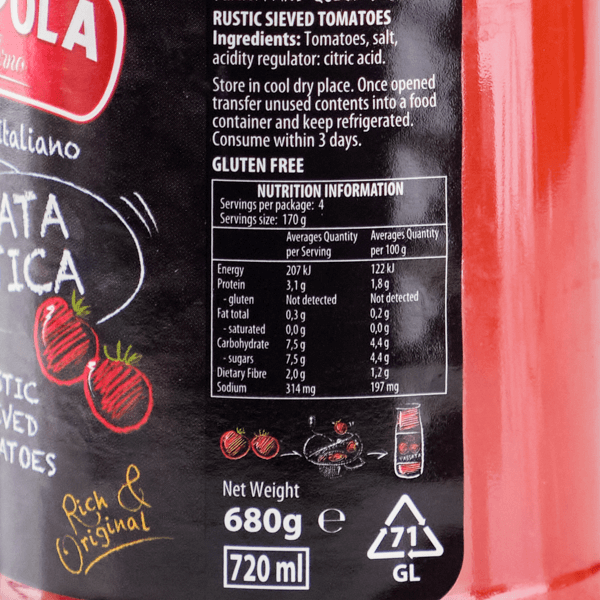 OLA
Italiano
ATA
ICA
TIC
VED
ATOES
Rich &
Original
RUSTIC SIEVED TOMATOES
Ingredients: Tomatoes, salt,
acidity regulator: citric acid.
Store in cool dry place. Once opened
transfer unused contents into a food
container and keep refrigerated.
Consume within 3 days.
GLUTEN FREE
NUTRITION INFORMATION
Servings per package: 4
Servings size: 170 g
Averages Quantity Averages Quantity
per Serving per 100 g
Energy 207 kJ 122 kJ
Protein 3,1 g 1,8 g
- gluten Not detected Not detected
Fat total 0,3 g 0,2 g
- saturated 0,0 g 0,0 g
Carbohydrate 7,5 g 4,4 g
- sugars 7,5 g 4,4 g
Dietary Fibre 2,0 g 1,2 g
Sodium 314 mg 197 mg
Net Weight
680g ℮
720 ml
71
GL